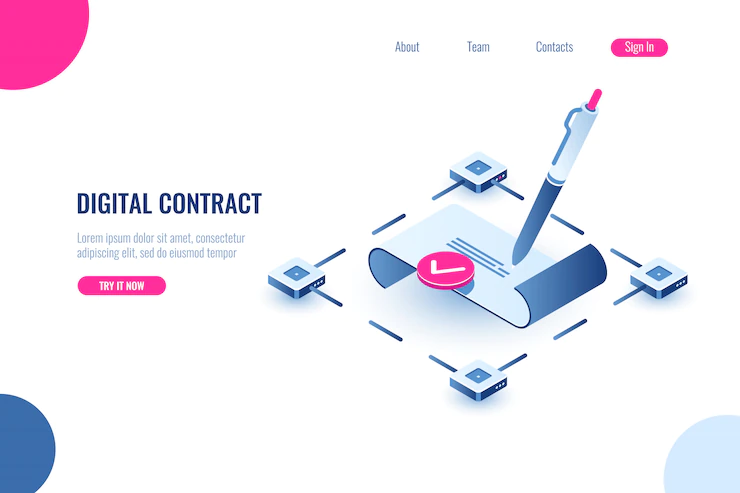 About Team Contacts Sign In
DIGITAL CONTRACT
Lorem ipsum dolor sit amet, consectetur
adipiscing elit, sed do eiusmod tempor
TRY IT NOW